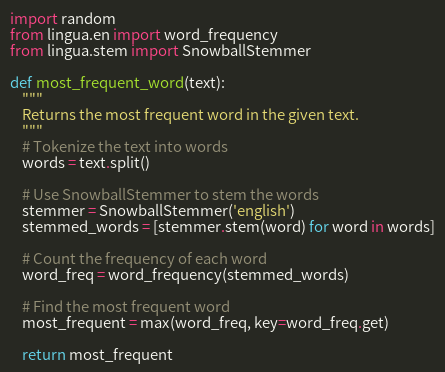 import random
from lingua.en import word_frequency
from lingua.stem import SnowballStemmer

def most_frequent_word(text):
    """
    Returns the most frequent word in the given text.
    """
    # Tokenize the text into words
    words = text.split()

    # Use SnowballStemmer to stem the words
    stemmer = SnowballStemmer('english')
    stemmed_words = [stemmer.stem(word) for word in words]

    # Count the frequency of each word
    word_freq = word_frequency(stemmed_words)

    # Find the most frequent word
    most_frequent = max(word_freq, key=word_freq.get)

    return most_frequent